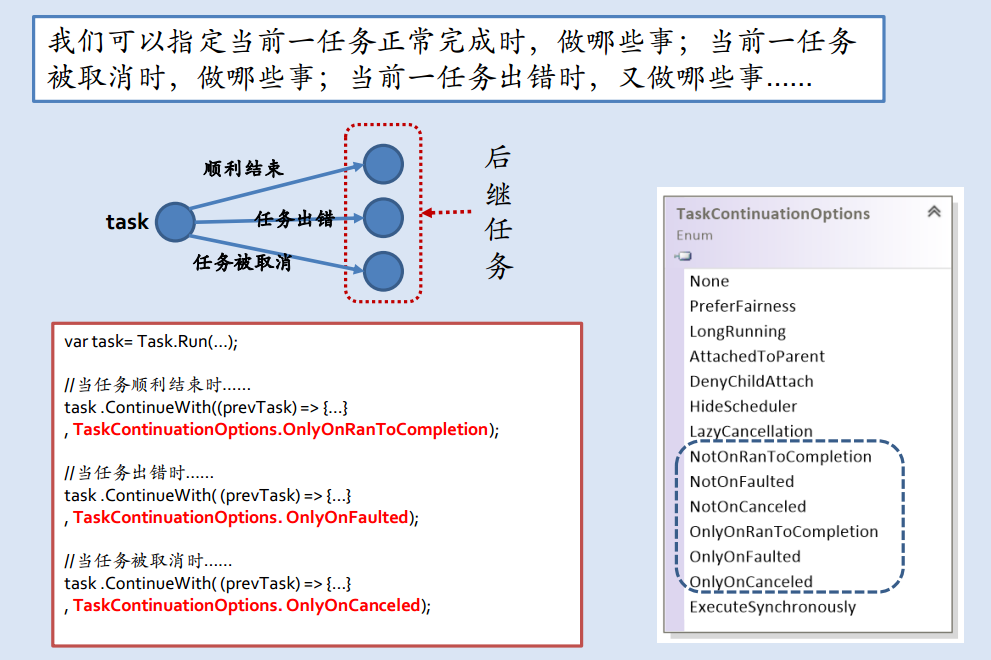 我们可以指定当前一任务正常完成时，做哪些事；当前一任务
被取消时，做哪些事；当前一任务出错时，又做哪些事……
顺利结束
task
任务出错
任务被取消
后
继
任
务
var task= Task.Run(…);
//当任务顺利结束时……
task .ContinueWith((prevTask) => {…}
, TaskContinuationOptions.OnlyOnRanToCompletion);
//当任务出错时……
task .ContinueWith( (prevTask) => {…}
, TaskContinuationOptions. OnlyOnFaulted);
//当任务被取消时……
task .ContinueWith( (prevTask) => {…}
, TaskContinuationOptions. OnlyOnCanceled);
TaskContinuationOptions
Enum
None
PreferFairness
LongRunning
AttachedToParent
DenyChildAttach
HideScheduler
LazyCancellation
NotOnRanToCompletion
NotOnFaulted
NotOnCanceled
OnlyOnRanToCompletion
OnlyOnFaulted
OnlyOnCanceled
ExecuteSynchronously